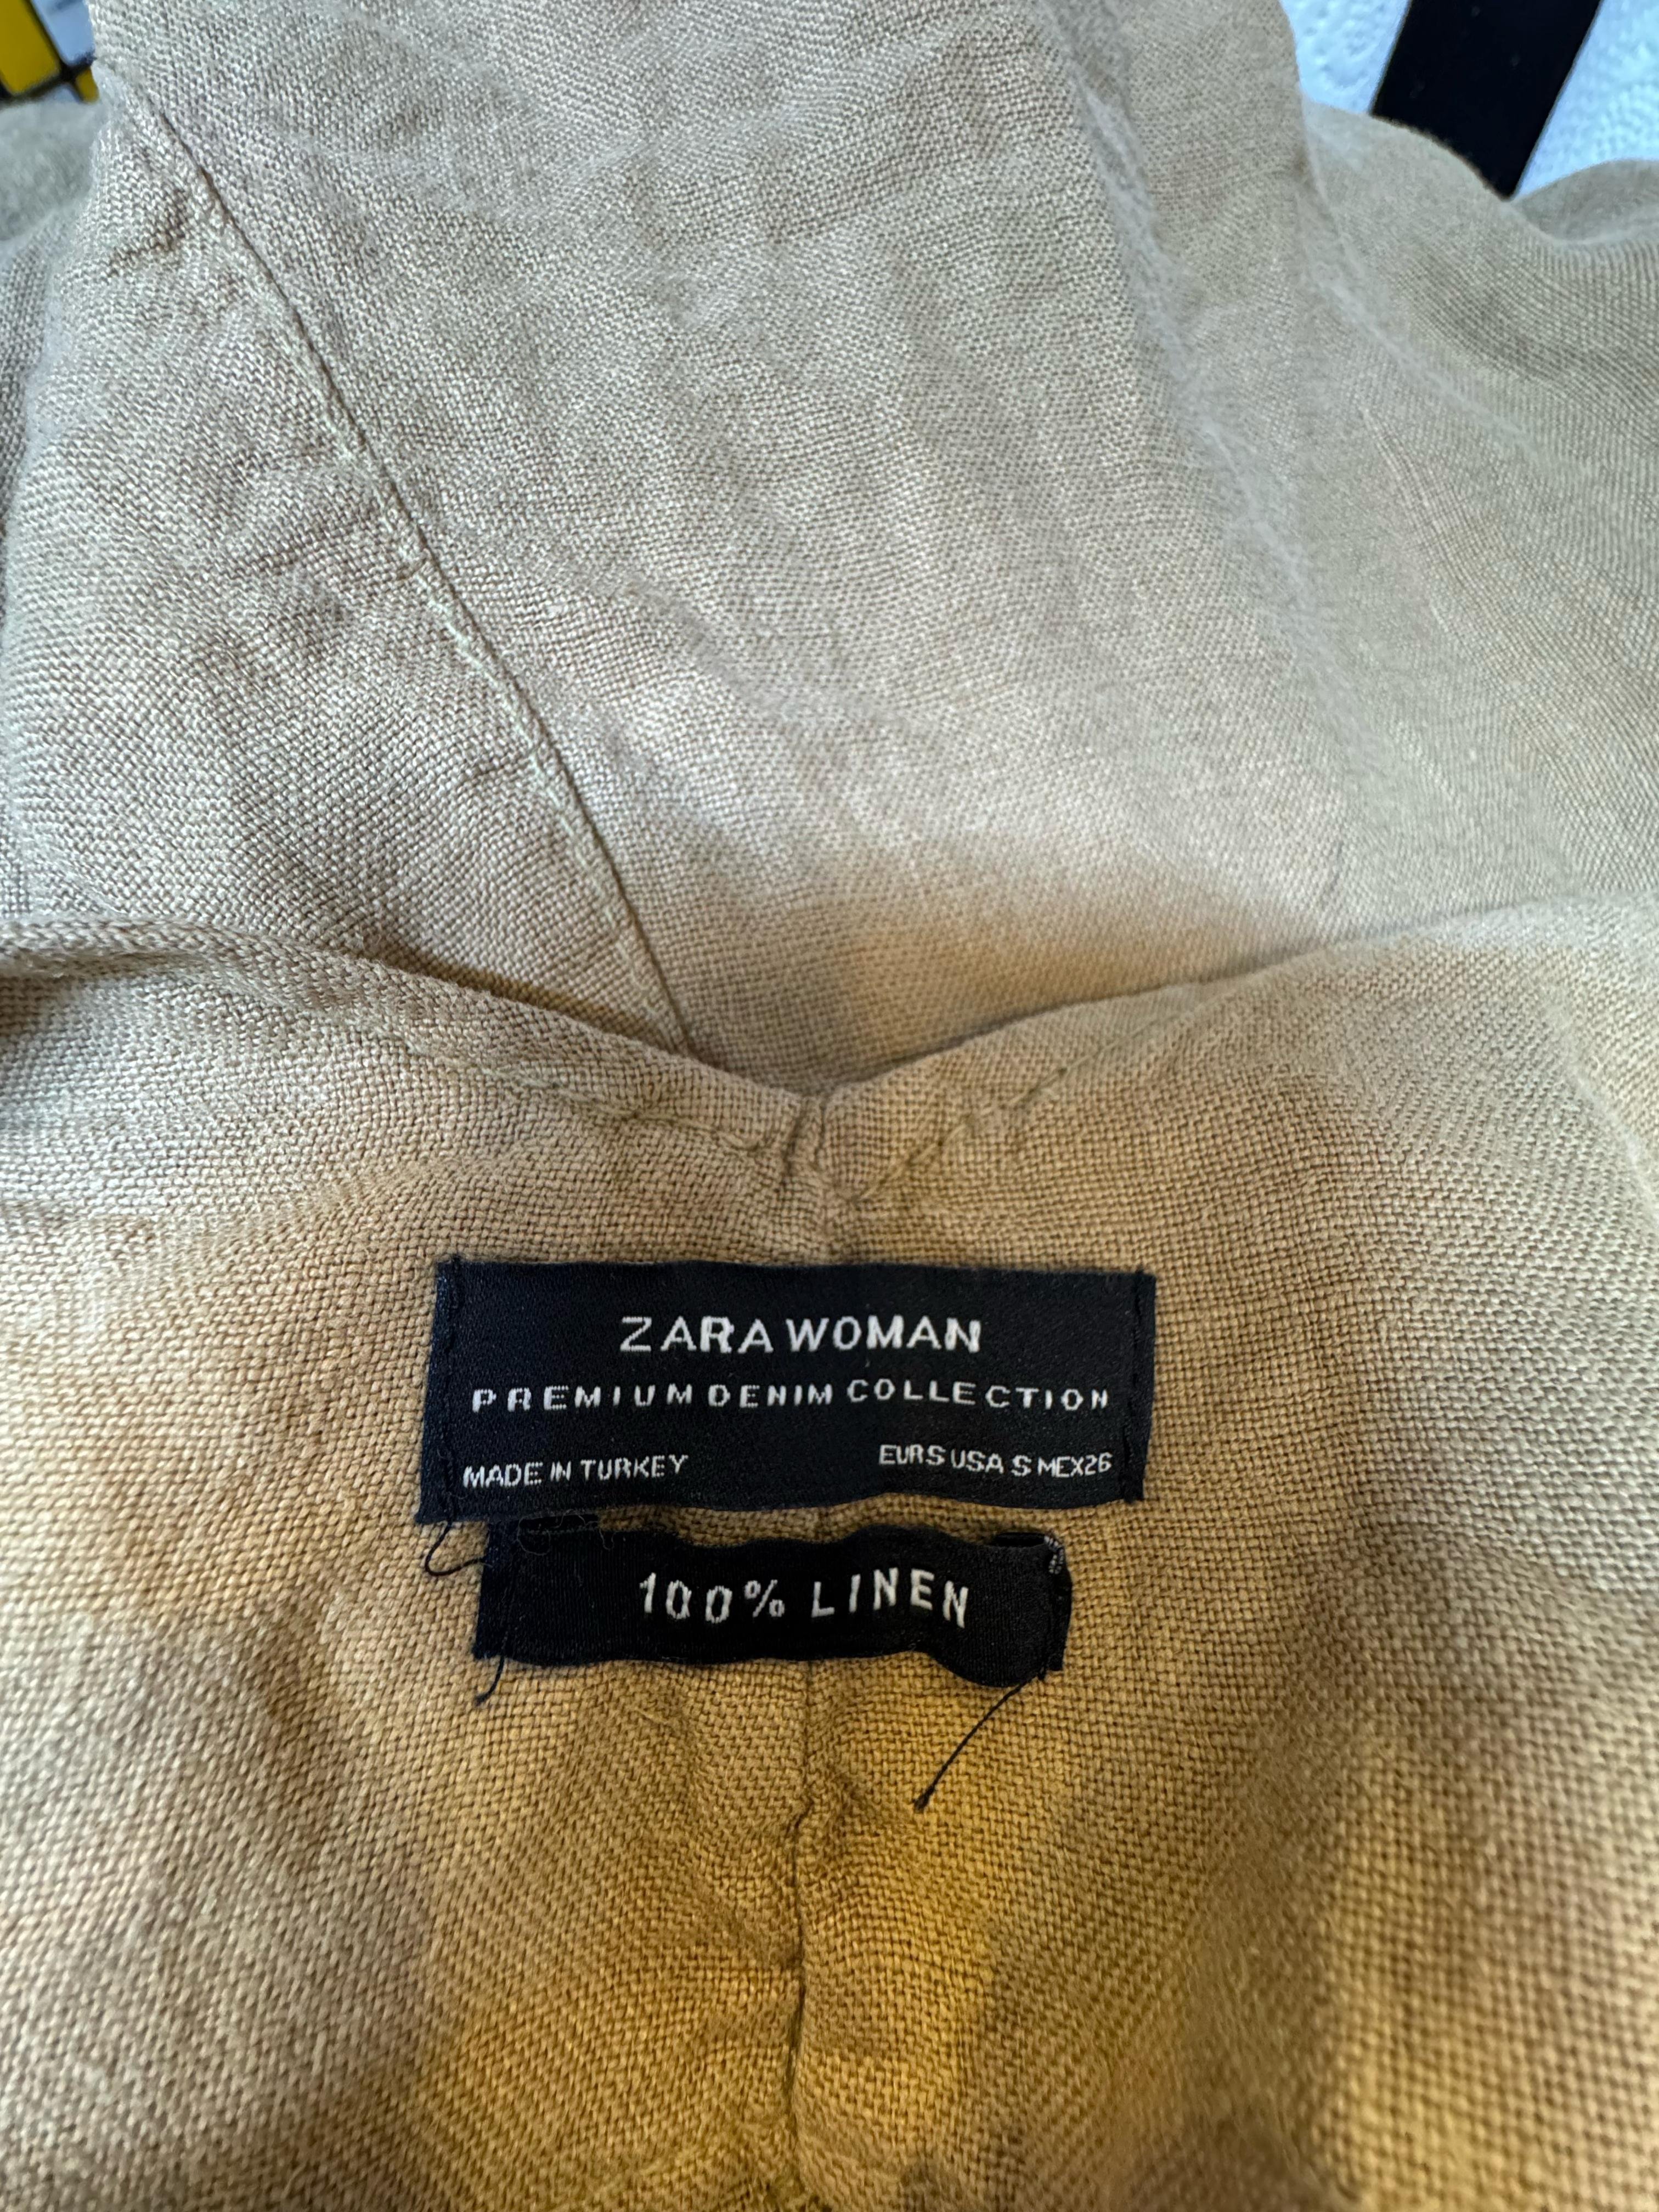 ZARA WOMAN
PREMIUM DENIM COLLECTION
MADE IN TURKEY EUR S USA S MEX 26
100% LINEN